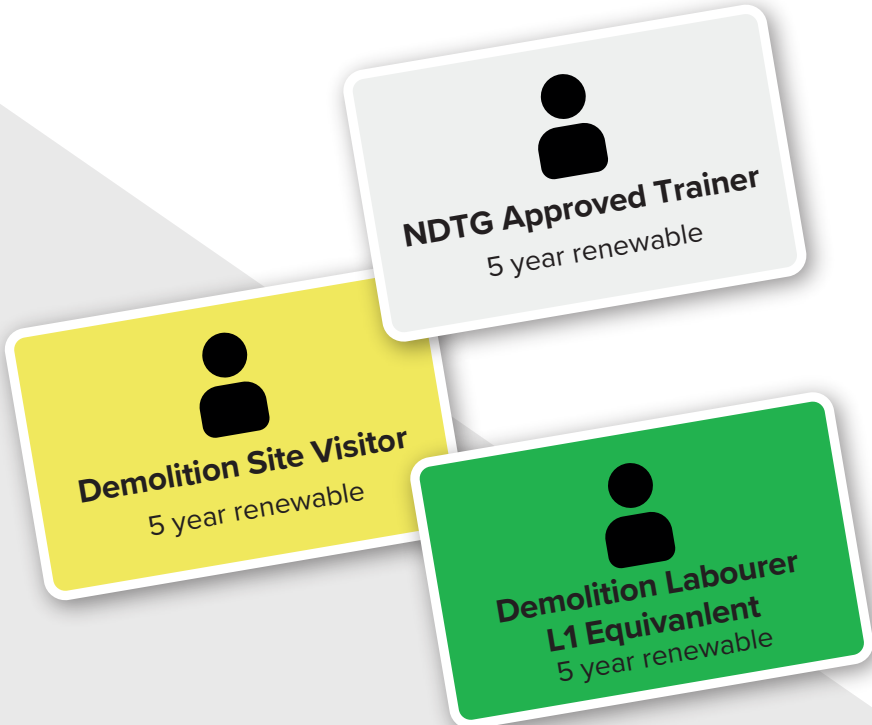 NDTG Approved Trainer
5 year renewable
Demolition Site Visitor
5 year renewable
Demolition Labourer
L1 Equivanlent
5 year renewable